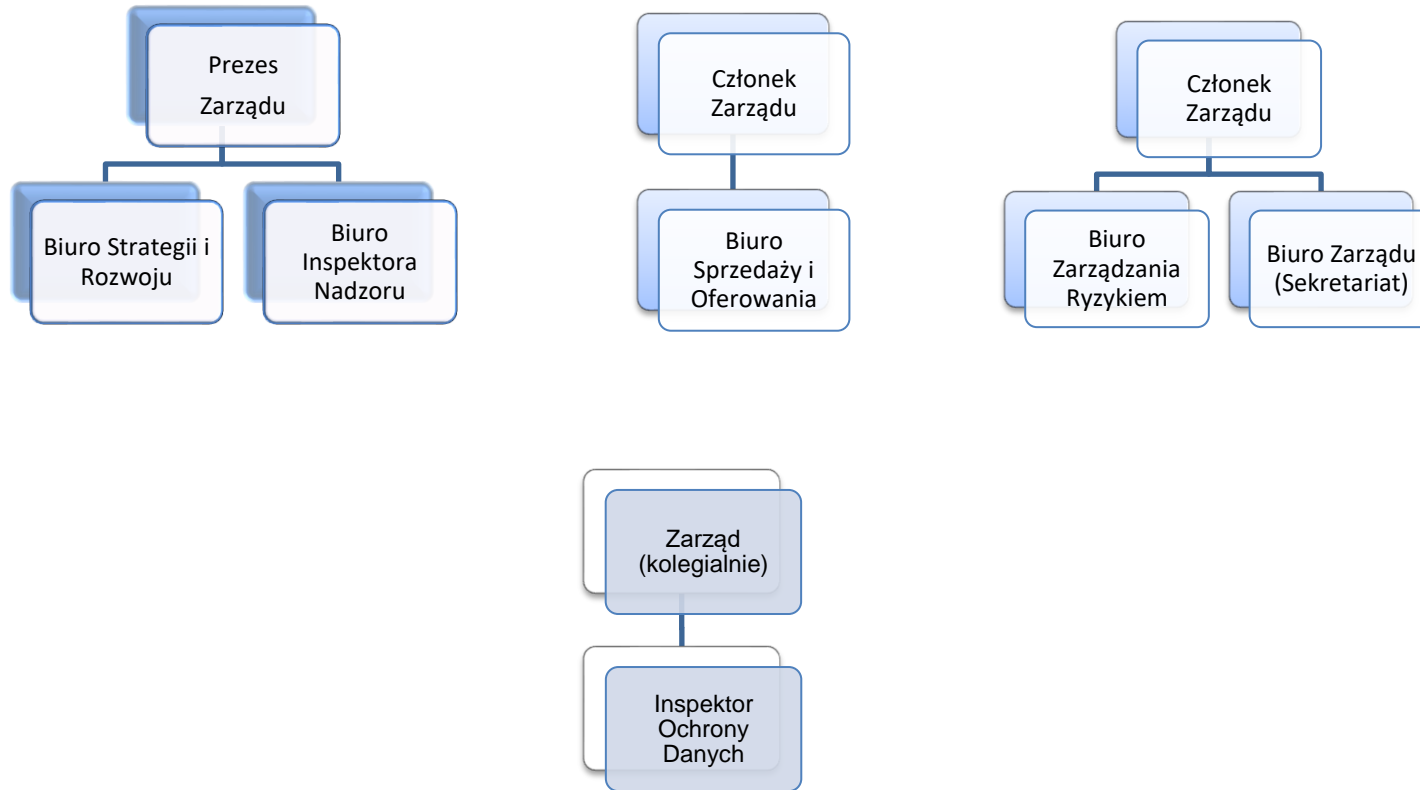 Prezes
Zarządu
Biuro Strategii i
Rozwoju
Biuro
Inspektora
Nadzoru
Członek
Zarządu
Biuro
Sprzedaży i
Oferowania
Członek
Zarządu
Biuro
Zarządzania
Ryzykiem
Biuro Zarządu
(Sekretariat)
Zarząd
(kolegialnie)
Inspektor
Ochrony
Danych